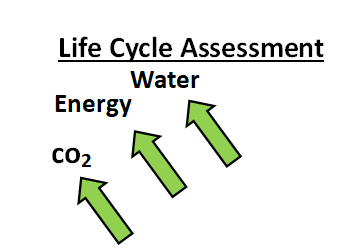 Life Cycle Assessment
Water
Energy
CO₂